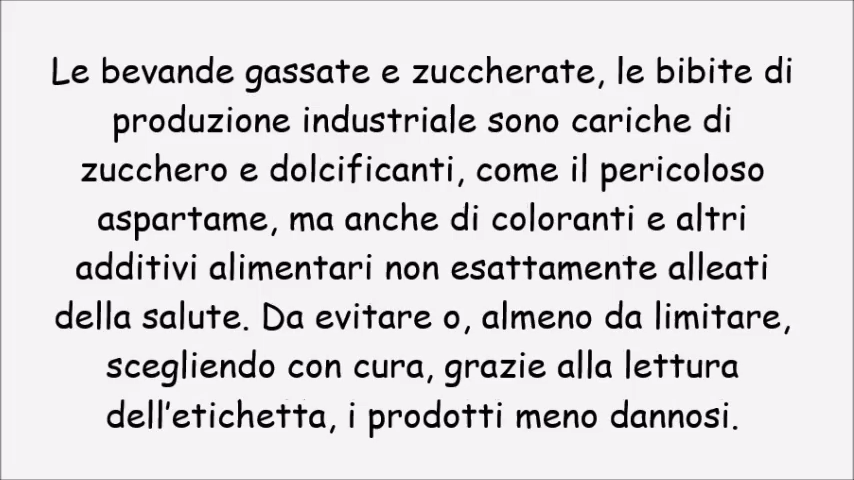 Le bevande gassate e zuccherate, le bibite di
produzione industriale sono cariche di
zucchero e dolcificanti, come il pericoloso
aspartame, ma anche di coloranti e altri
additivi alimentari non esattamente alleati
della salute. Da evitare o, almeno da limitare,
scegliendo con cura, grazie alla lettura
dell'etichetta, i prodotti meno dannosi.